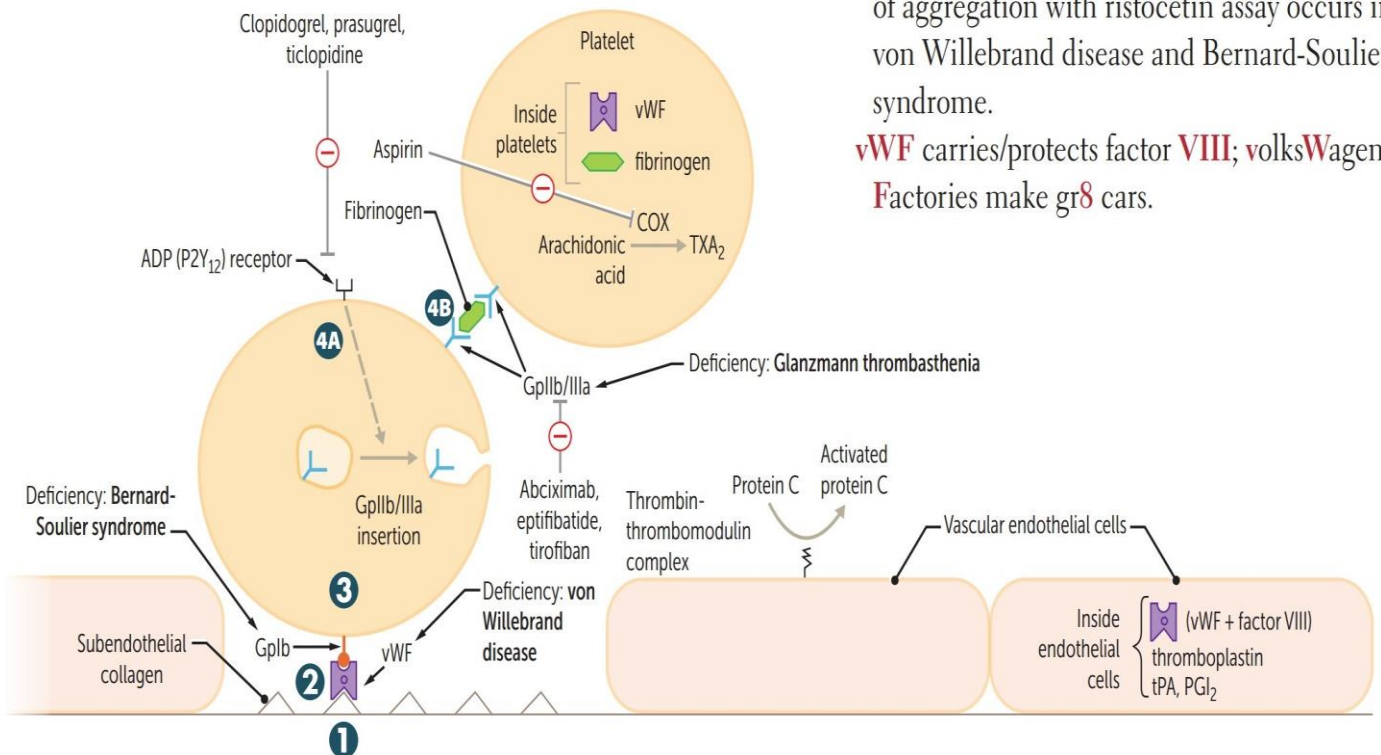 of aggregation with ristocetin assay occurs in
von Willebrand disease and Bernard-Soulier
syndrome.
vWF carries/protects factor VIII; volksWagen
Factories make gr8 cars.
Clopidogrel, prasugrel,
ticlopidine
Platelet
Inside
platelets
vWF
fibrinogen
Aspirin
Fibrinogen
COX
Arachidonic
acid
TXA₂
ADP (P2Y₁₂) receptor
4A
4B
GpIIb/IIIa
Deficiency: Glanzmann thrombasthenia
GpIIb/IIIa
insertion
Abciximab,
eptifibatide,
tirofiban
Deficiency: Bernard-
Soulier syndrome
Thrombin-
thrombomodulin
complex
Protein C
Activated
protein C
Vascular endothelial cells
3
Deficiency: von
Willebrand
disease
Subendothelial
collagen
GpIb
vWF
2
1
Inside
endothelial
cells
(vWF + factor VIII)
thromboplastin
tPA, PGI₂